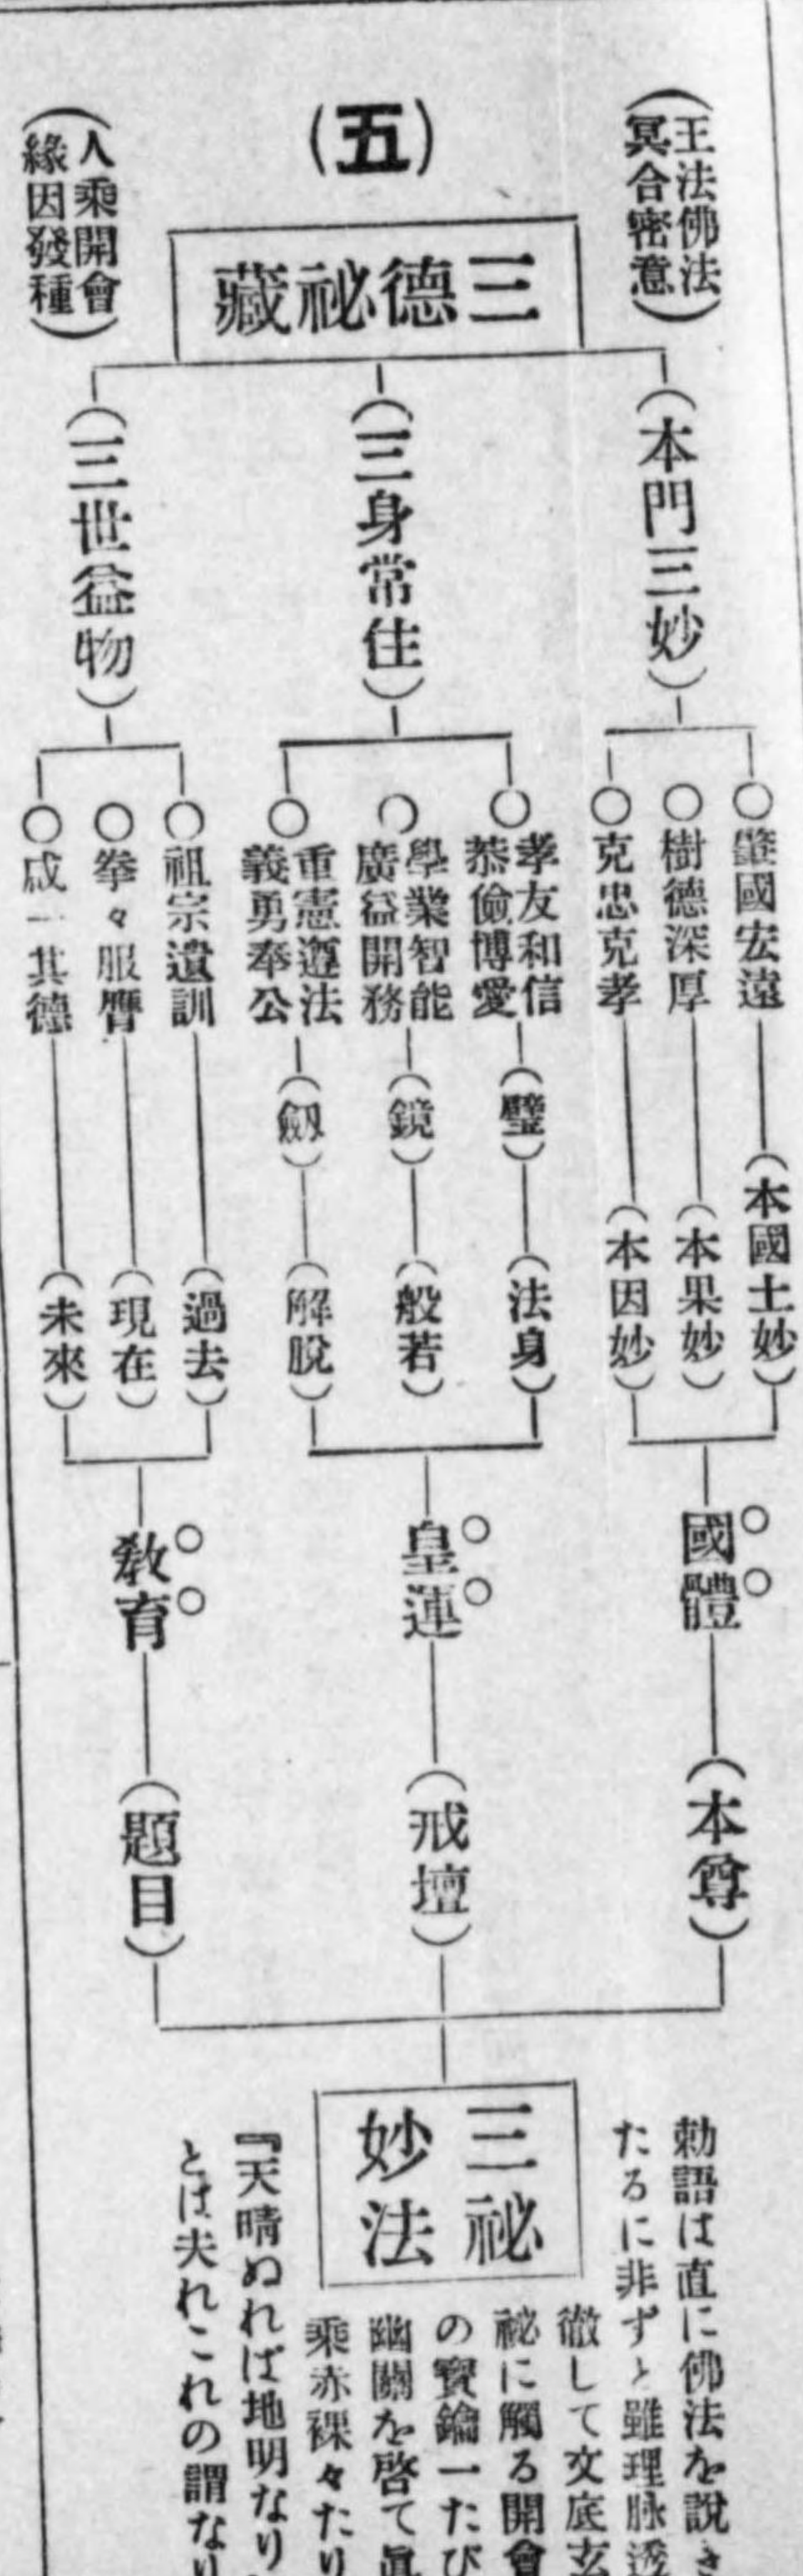 (五)
(王法佛法
冥合密意)
三德祕藏
人乘開會
(緣因發種)
(本門三妙)
(三身常住)
(三世益物)
○肇國宏遠
(本國土妙)
○樹德深厚
(本果妙)
○克忠克孝
(本因妙)
○孝友和信
恭儉博愛
(璧)
(法身)
○學業智能
廣益開務
(鏡)
(般若)
○重憲遵法
義勇奉公
(劔)
(解脫)
○祖宗遺訓
(過去)
○拳々服膺
(現在)
○成一其德
(未來)
國體
(本尊)
皇運
(戒壇)
教育
(題目)
三祕
妙法
勅語は直に佛法を說き
たるに非ずと雖理脉透
徹して文底玄
祕に觸る開會
の寶鑰一たび
幽關を啓て眞
乘赤裸々たり
『天晴ぬれば地明なり
とは夫れこれの謂なり